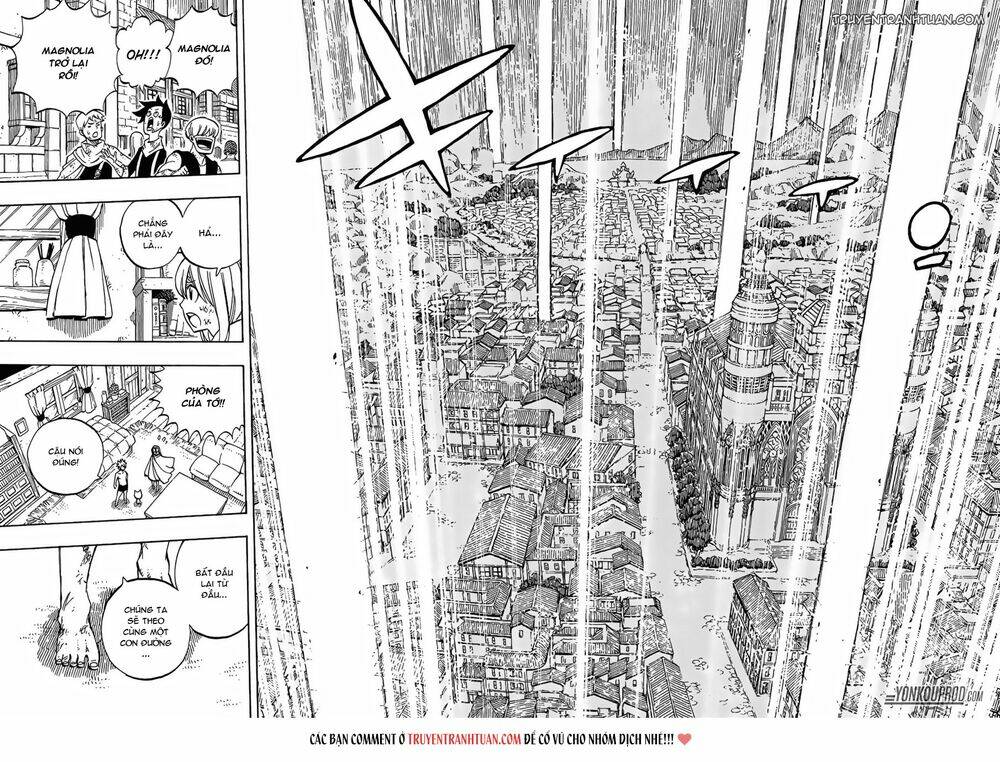 TRUYENTRANHTUAN.COM
MAGNOLIA
ĐÓ!
OH!!!
MAGNOLIA
TRỞ LẠI
RỒI!
HẢ...
CHẲNG
PHẢI ĐÂY
LÀ...
PHÒNG
CỦA TỚ!!
CẬU NÓI
ĐÚNG!
BẮT ĐẦU
LẠI TỪ
ĐẦU...
CHÚNG TA
SẼ THEO
CÙNG MỘT
CON ĐƯỜNG
...
YONKOUPROD.COM
CÁC BẠN COMMENT Ở TRUYENTRANHTUAN.COM ĐỂ CỔ VŨ CHO NHÓM DỊCH NHÉ!!!